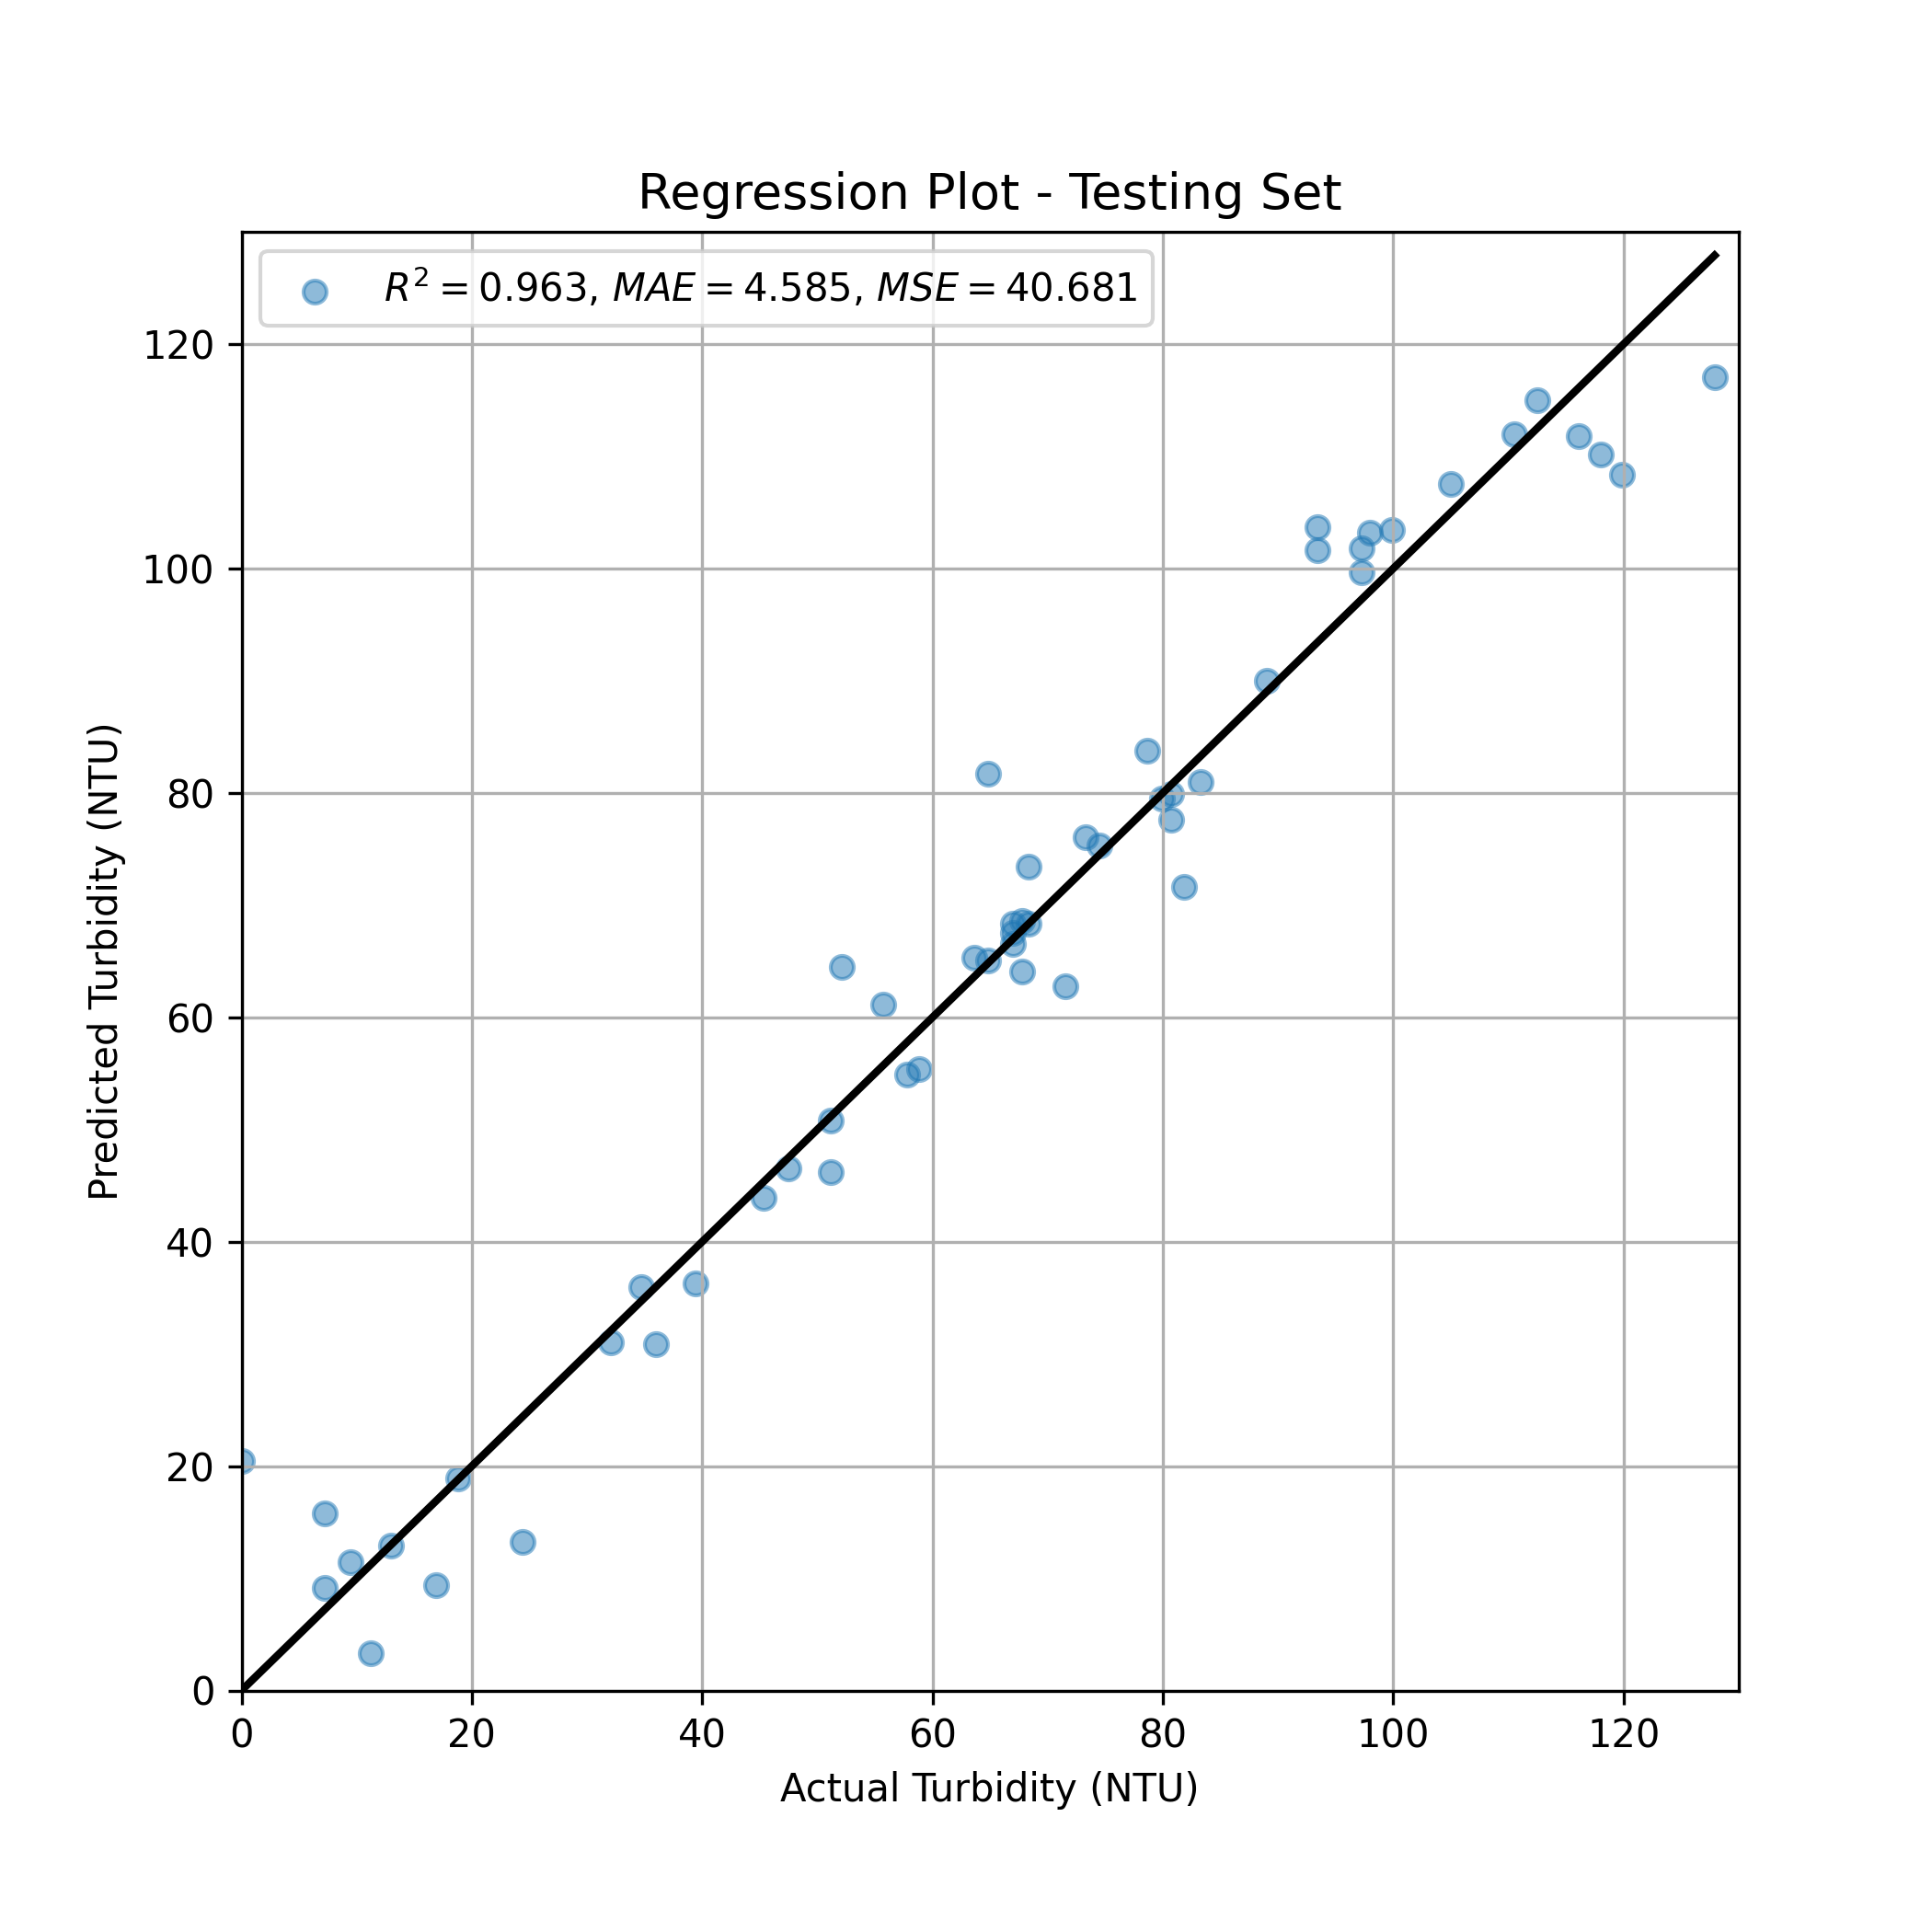 Regression Plot - Testing Set
R² = 0.963, MAE = 4.585, MSE = 40.681
120
100
80
60
40
20
0
Predicted Turbidity (NTU)
0 20 40 60 80 100 120
Actual Turbidity (NTU)